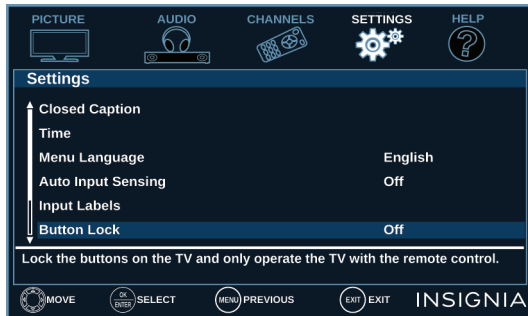 PICTURE AUDIO CHANNELS SETTINGS HELP
Settings
Closed Caption
Time
Menu Language English
Auto Input Sensing Off
Input Labels
Button Lock Off
Lock the buttons on the TV and only operate the TV with the remote control.
MOVE OK ENTER SELECT MENU PREVIOUS EXIT EXIT INSIGNIA